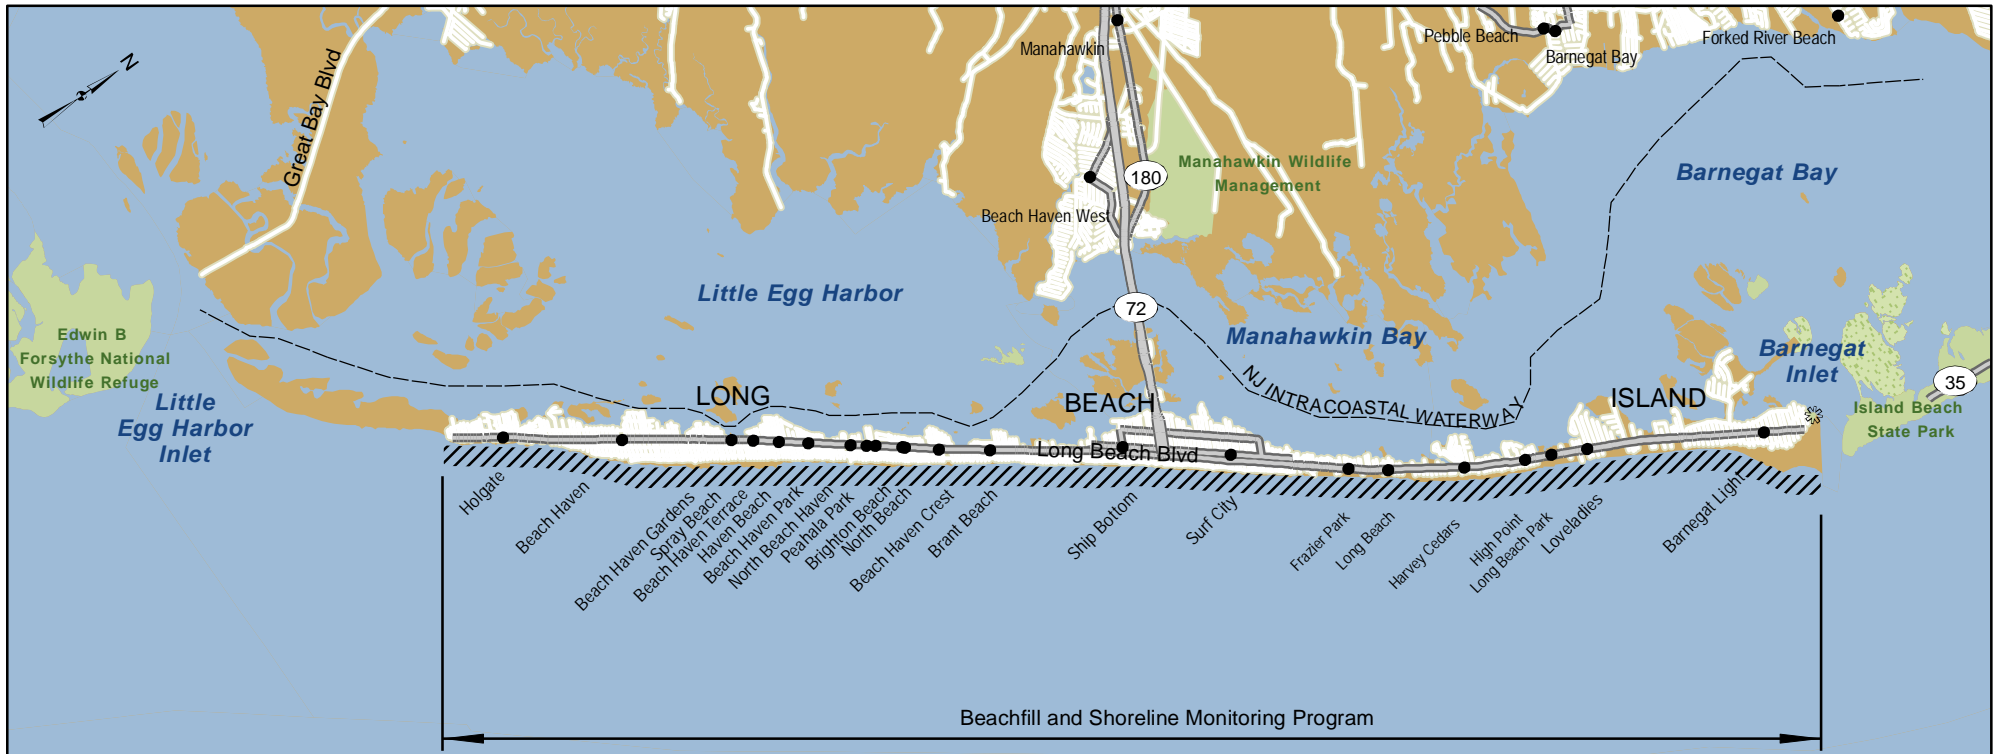 N
Great Bay Blvd
Manahawkin
Pebble Beach
Barnegat Bay
Forked River Beach
180
Manahawkin Wildlife
Management
Barnegat Bay
Beach Haven West
Little Egg Harbor
72
Manahawkin Bay
Edwin B
Forsythe National
Wildlife Refuge
Little
Egg Harbor
Inlet
Barnegat
Inlet
35
Island Beach
State Park
LONG
BEACH
ISLAND
NJ INTRACOASTAL WATERWAY
Long Beach Blvd
Holgate
Beach Haven
Beach Haven Gardens
Spray Beach
Beach Haven Terrace
Haven Beach
Beach Haven Park
North Beach Haven
Peahala Park
Brighton Beach
North Beach
Beach Haven Crest
Brant Beach
Ship Bottom
Surf City
Frazier Park
Long Beach
Harvey Cedars
High Point
Long Beach Park
Loveladies
Barnegat Light
Beachfill and Shoreline Monitoring Program